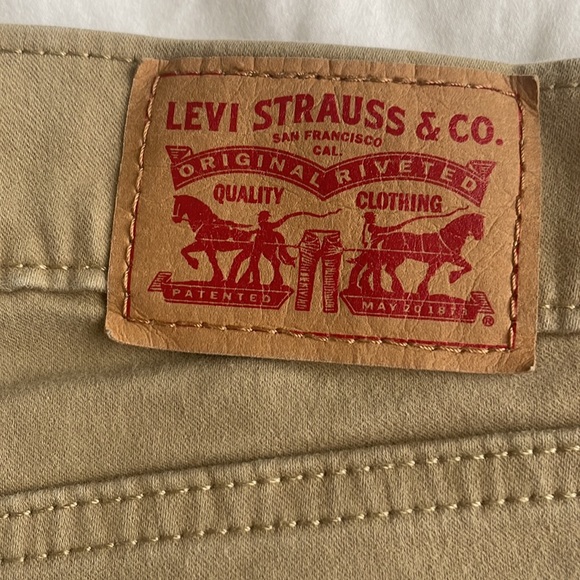 LEVI STRAUSS & CO.
SAN FRANCISCO
CAL.
ORIGINAL RIVETED
QUALITY CLOTHING
PATENTED MAY 20 1873
®